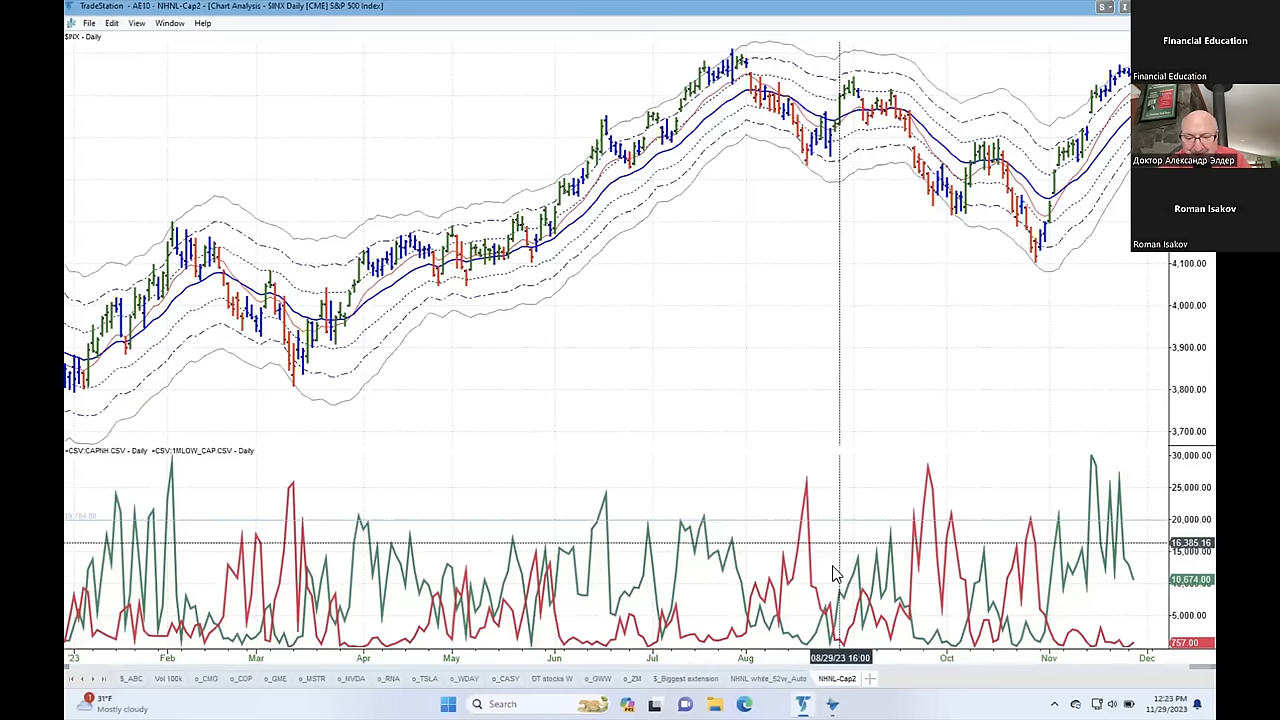 TradeStation - AE10 - NHNL-Cap2 - [Chart Analysis - $INX Daily [CME] S&P 500 Index]
File Edit View Window Help
$INX - Daily
Financial Education
Financial Education
Доктор Александр Элдер
Roman Isakov
Roman Isakov
4,100.00
4,000.00
3,900.00
3,800.00
3,700.00
CSV:CAPNH.CSV - Daily CSV:1MLOW_CAP.CSV - Daily
30,000.00
25,000.00
19,784.88
20,000.00
16,385.16
15,000.00
10,674.00
5,000.00
757.00
'23 Feb Mar Apr May Jun Jul Aug 08/29/23 16:00 Oct Nov Dec
$_ABC Vol 100k o_CMG o_COP o_GME o_MSTR o_NVDA o_RNA o_TSLA o_WDAY o_CASY DT stocks W o_GWW o_ZM $_Biggest extension NHNL white_52w_Auto NHNL-Cap2
1
31°F
Mostly cloudy
Search
12:23 PM
11/29/2023